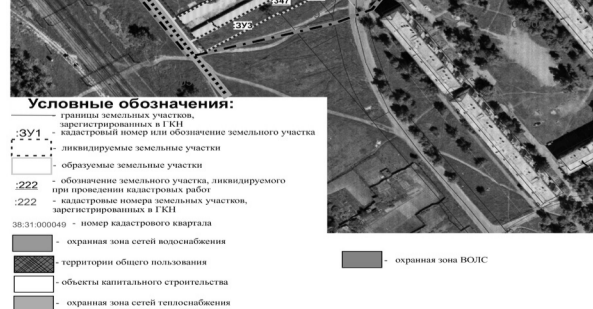 :347
:ЗУ3
Условные обозначения:
- границы земельных участков,
зарегистрированных в ГКН
:ЗУ1 - кадастровый номер или обозначение земельного участка
- ликвидируемые земельные участки
- образуемые земельные участки
:222 - обозначение земельного участка, ликвидируемого
при проведении кадастровых работ
:222 - кадастровые номера земельных участков,
зарегистрированных в ГКН
38:31:000049 - номер кадастрового квартала
- охранная зона сетей водоснабжения
- территории общего пользования
- охранная зона ВОЛС
- объекты капитального строительства
- охранная зона сетей теплоснабжения